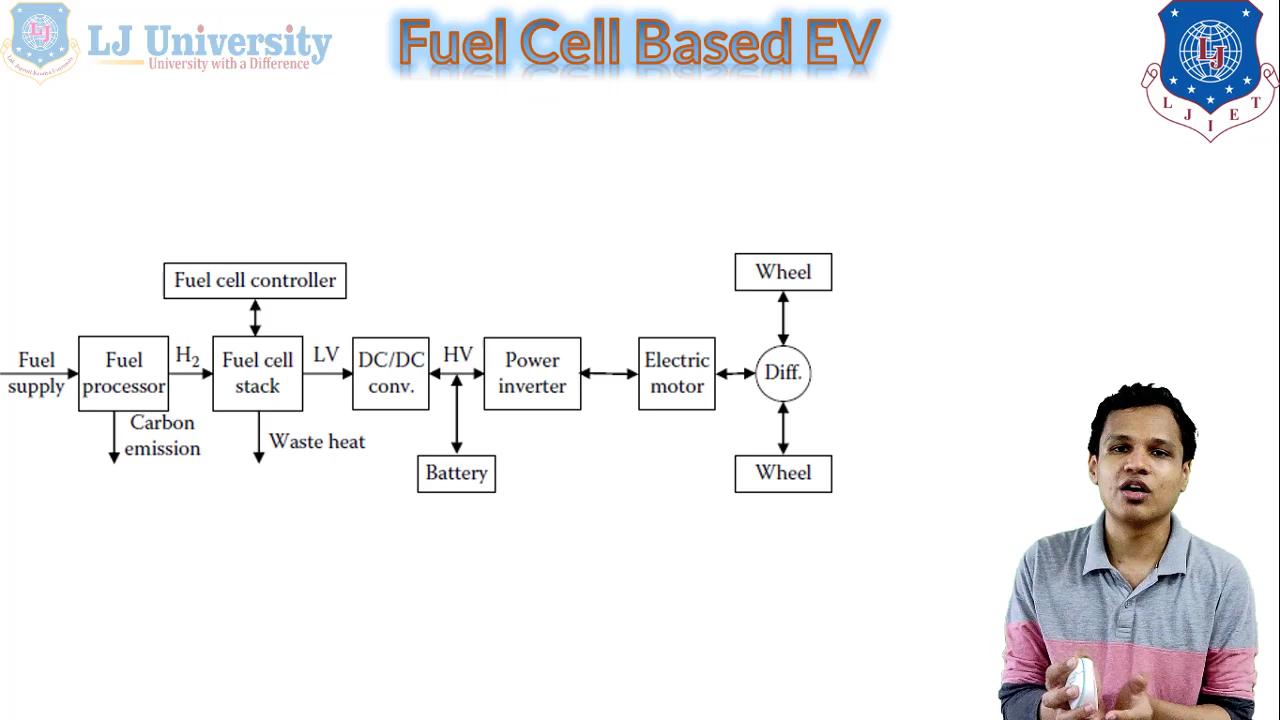 LJ University
University with a Difference
Fuel Cell Based EV
LJ
L J I E T
Fuel cell controller
Wheel
Fuel
supply
Fuel
processor
H2
Fuel cell
stack
LV
DC/DC
conv.
HV
Power
inverter
Electric
motor
Diff.
Carbon
emission
Waste heat
Battery
Wheel